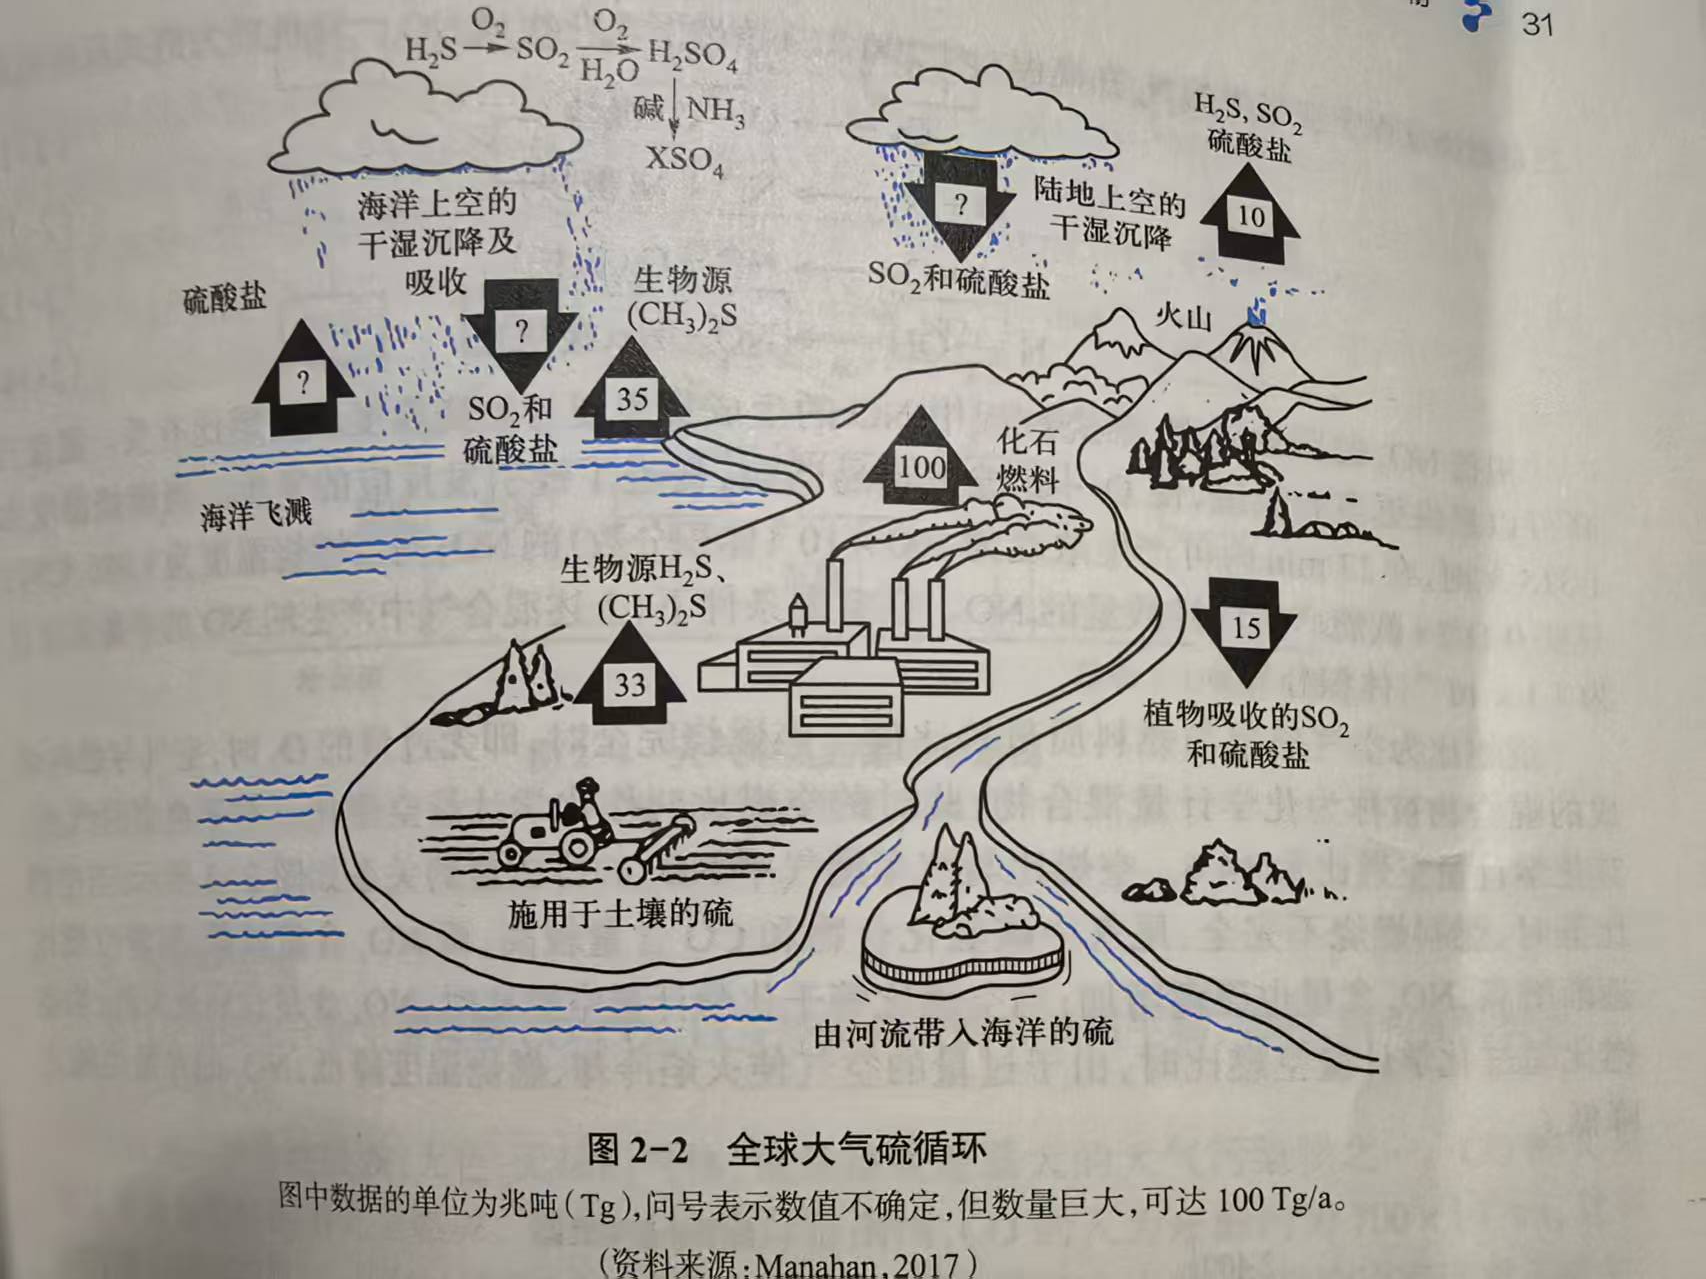 31
H₂S →(O₂) SO₂ →(O₂/H₂O) H₂SO₄
碱↓NH₃
XSO₄
海洋上空的
干湿沉降及
吸收
硫酸盐
?
?
SO₂和
硫酸盐
生物源
(CH₃)₂S
35
海洋飞溅
?
陆地上空的
干湿沉降
SO₂和硫酸盐
H₂S, SO₂
硫酸盐
10
火山
100
化石
燃料
生物源H₂S、
(CH₃)₂S
33
15
植物吸收的SO₂
和硫酸盐
施用于土壤的硫
由河流带入海洋的硫
图 2-2 全球大气硫循环
图中数据的单位为兆吨(Tg),问号表示数值不确定,但数量巨大,可达 100 Tg/a。
(资料来源:Manahan,2017)